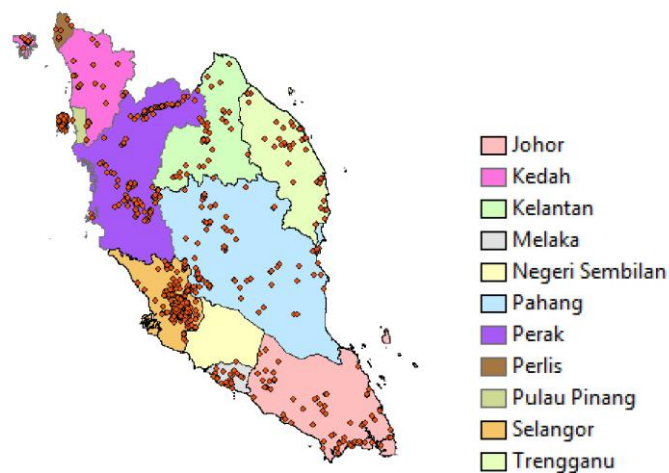 Johor
Kedah
Kelantan
Melaka
Negeri Sembilan
Pahang
Perak
Perlis
Pulau Pinang
Selangor
Trengganu